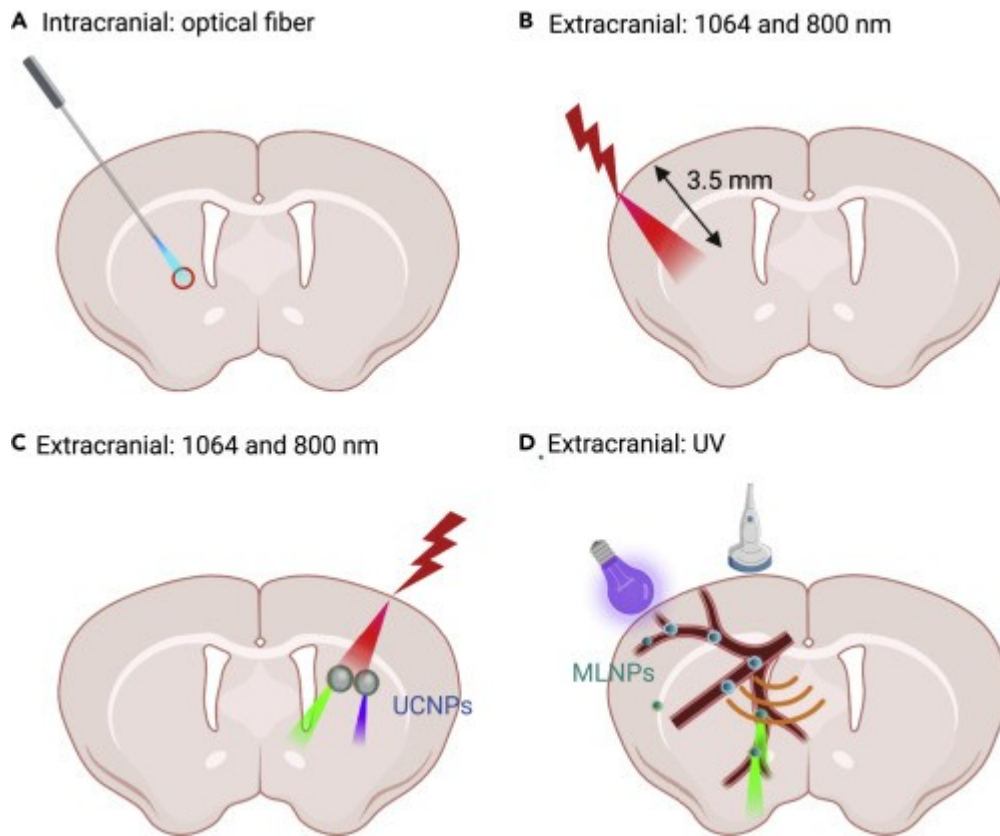 A Intracranial: optical fiber
B Extracranial: 1064 and 800 nm
3.5 mm
C Extracranial: 1064 and 800 nm
UCNPs
D Extracranial: UV
MLNPs